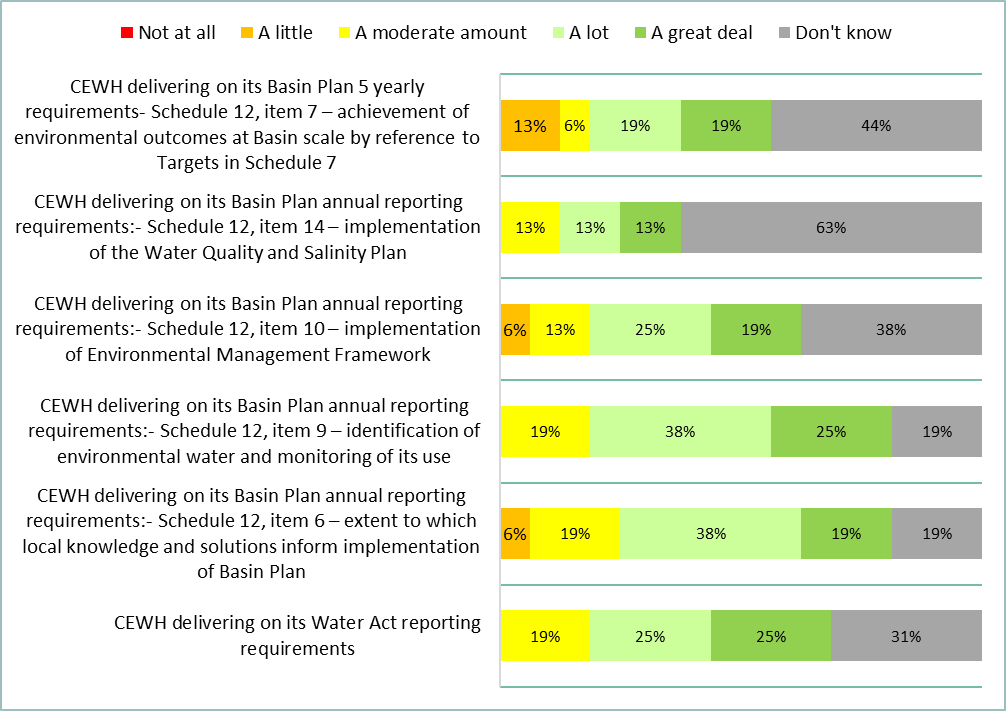 Not at all A little A moderate amount A lot A great deal Don't know
CEWH delivering on its Basin Plan 5 yearly
requirements- Schedule 12, item 7 – achievement of
environmental outcomes at Basin scale by reference to
Targets in Schedule 7
13% 6% 19% 19% 44%
CEWH delivering on its Basin Plan annual reporting
requirements:- Schedule 12, item 14 – implementation
of the Water Quality and Salinity Plan
13% 13% 13% 63%
CEWH delivering on its Basin Plan annual reporting
requirements:- Schedule 12, item 10 – implementation
of Environmental Management Framework
6% 13% 25% 19% 38%
CEWH delivering on its Basin Plan annual reporting
requirements:- Schedule 12, item 9 – identification of
environmental water and monitoring of its use
19% 38% 25% 19%
CEWH delivering on its Basin Plan annual reporting
requirements:- Schedule 12, item 6 – extent to which
local knowledge and solutions inform implementation
of Basin Plan
6% 19% 38% 19% 19%
CEWH delivering on its Water Act reporting
requirements
19% 25% 25% 31%